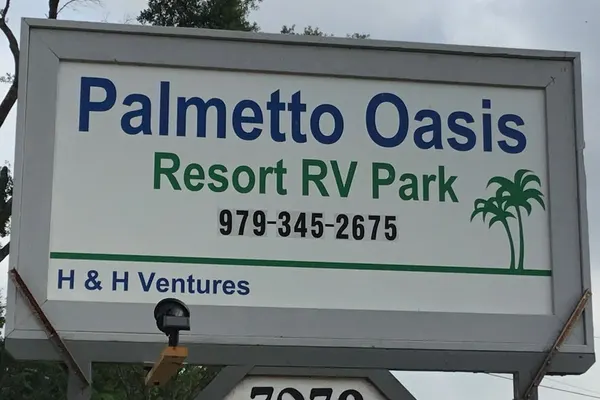 Palmetto Oasis
Resort RV Park
979-345-2675
H & H Ventures